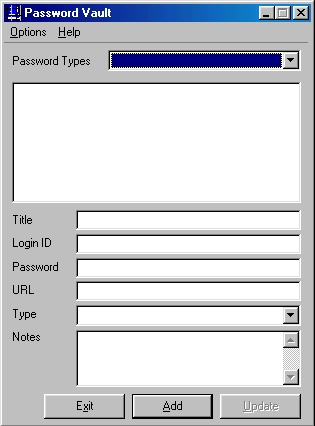 Password Vault
Options Help
Password Types
Title
Login ID
Password
URL
Type
Notes
Exit Add Update